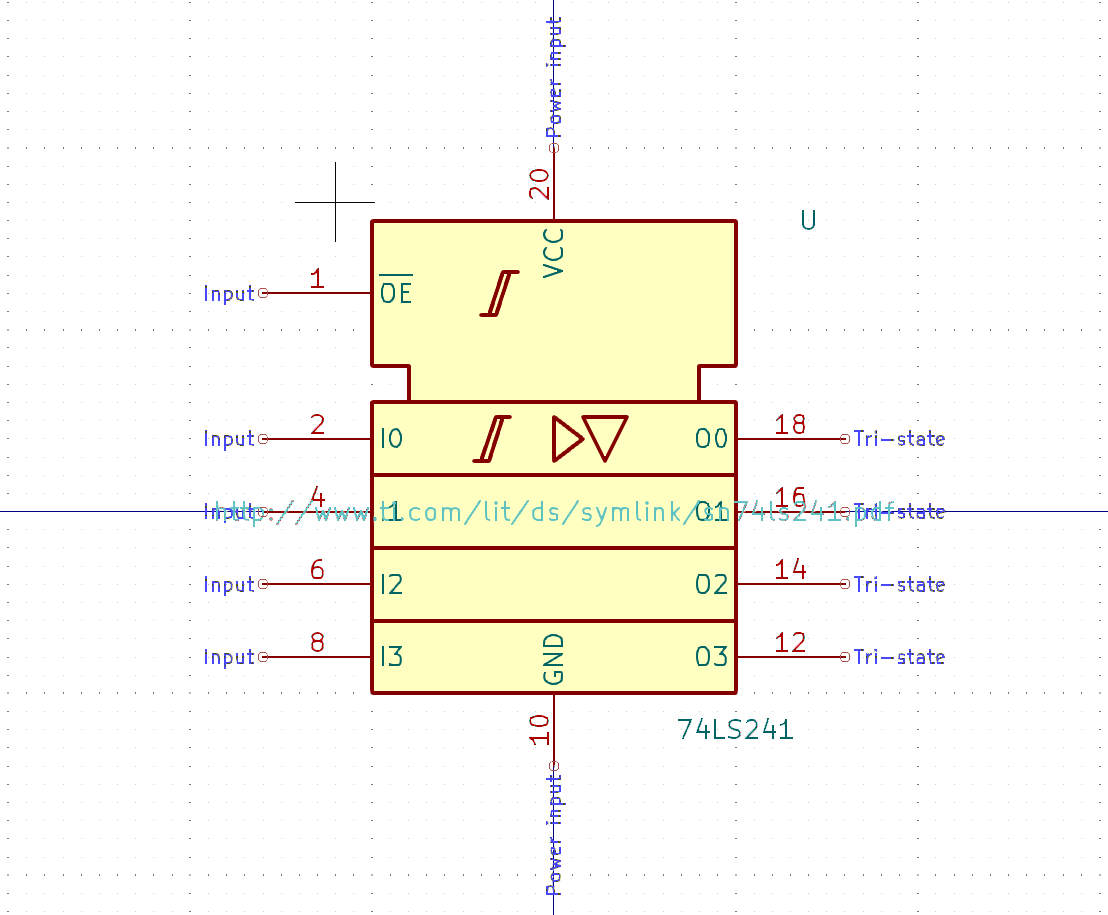 Power input
20
U
VCC
1
Input
OE
2
18
Input
I0
O0
Tri-state
4
16
Input
I1
O1
Tri-state
http://www.ti.com/lit/ds/symlink/sn74ls241.pdf
6
14
Input
I2
O2
Tri-state
8
12
Input
I3
O3
Tri-state
GND
10
74LS241
Power input